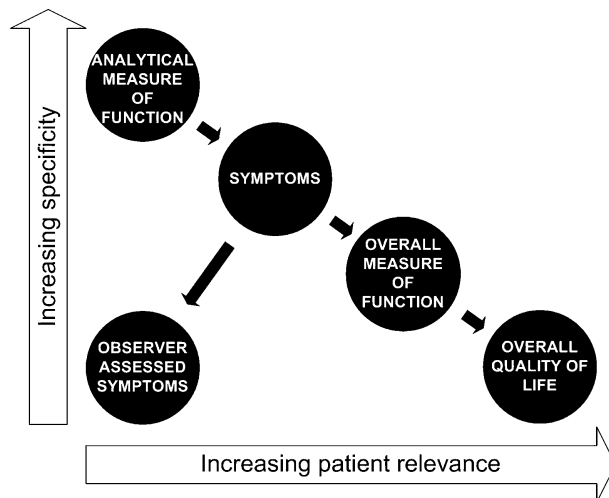 Increasing specificity
ANALYTICAL
MEASURE
OF
FUNCTION
SYMPTOMS
OVERALL
MEASURE
OF
FUNCTION
OBSERVER
ASSESSED
SYMPTOMS
OVERALL
QUALITY OF
LIFE
Increasing patient relevance